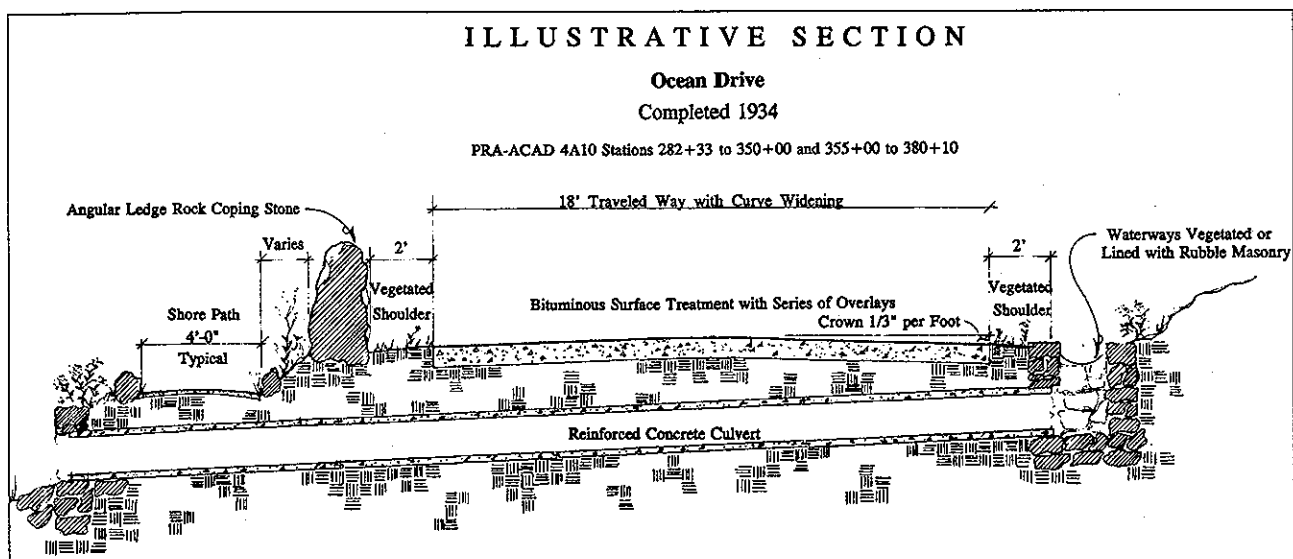 ILLUSTRATIVE SECTION
Ocean Drive
Completed 1934
PRA-ACAD 4A10 Stations 282+33 to 350+00 and 355+00 to 380+10
18' Traveled Way with Curve Widening
Angular Ledge Rock Coping Stone
Varies
2'
Vegetated
Shoulder
Shore Path
4'-0"
Typical
Bituminous Surface Treatment with Series of Overlays
Crown 1/3" per Foot
2'
Vegetated
Shoulder
Waterways Vegetated or
Lined with Rubble Masonry
Reinforced Concrete Culvert